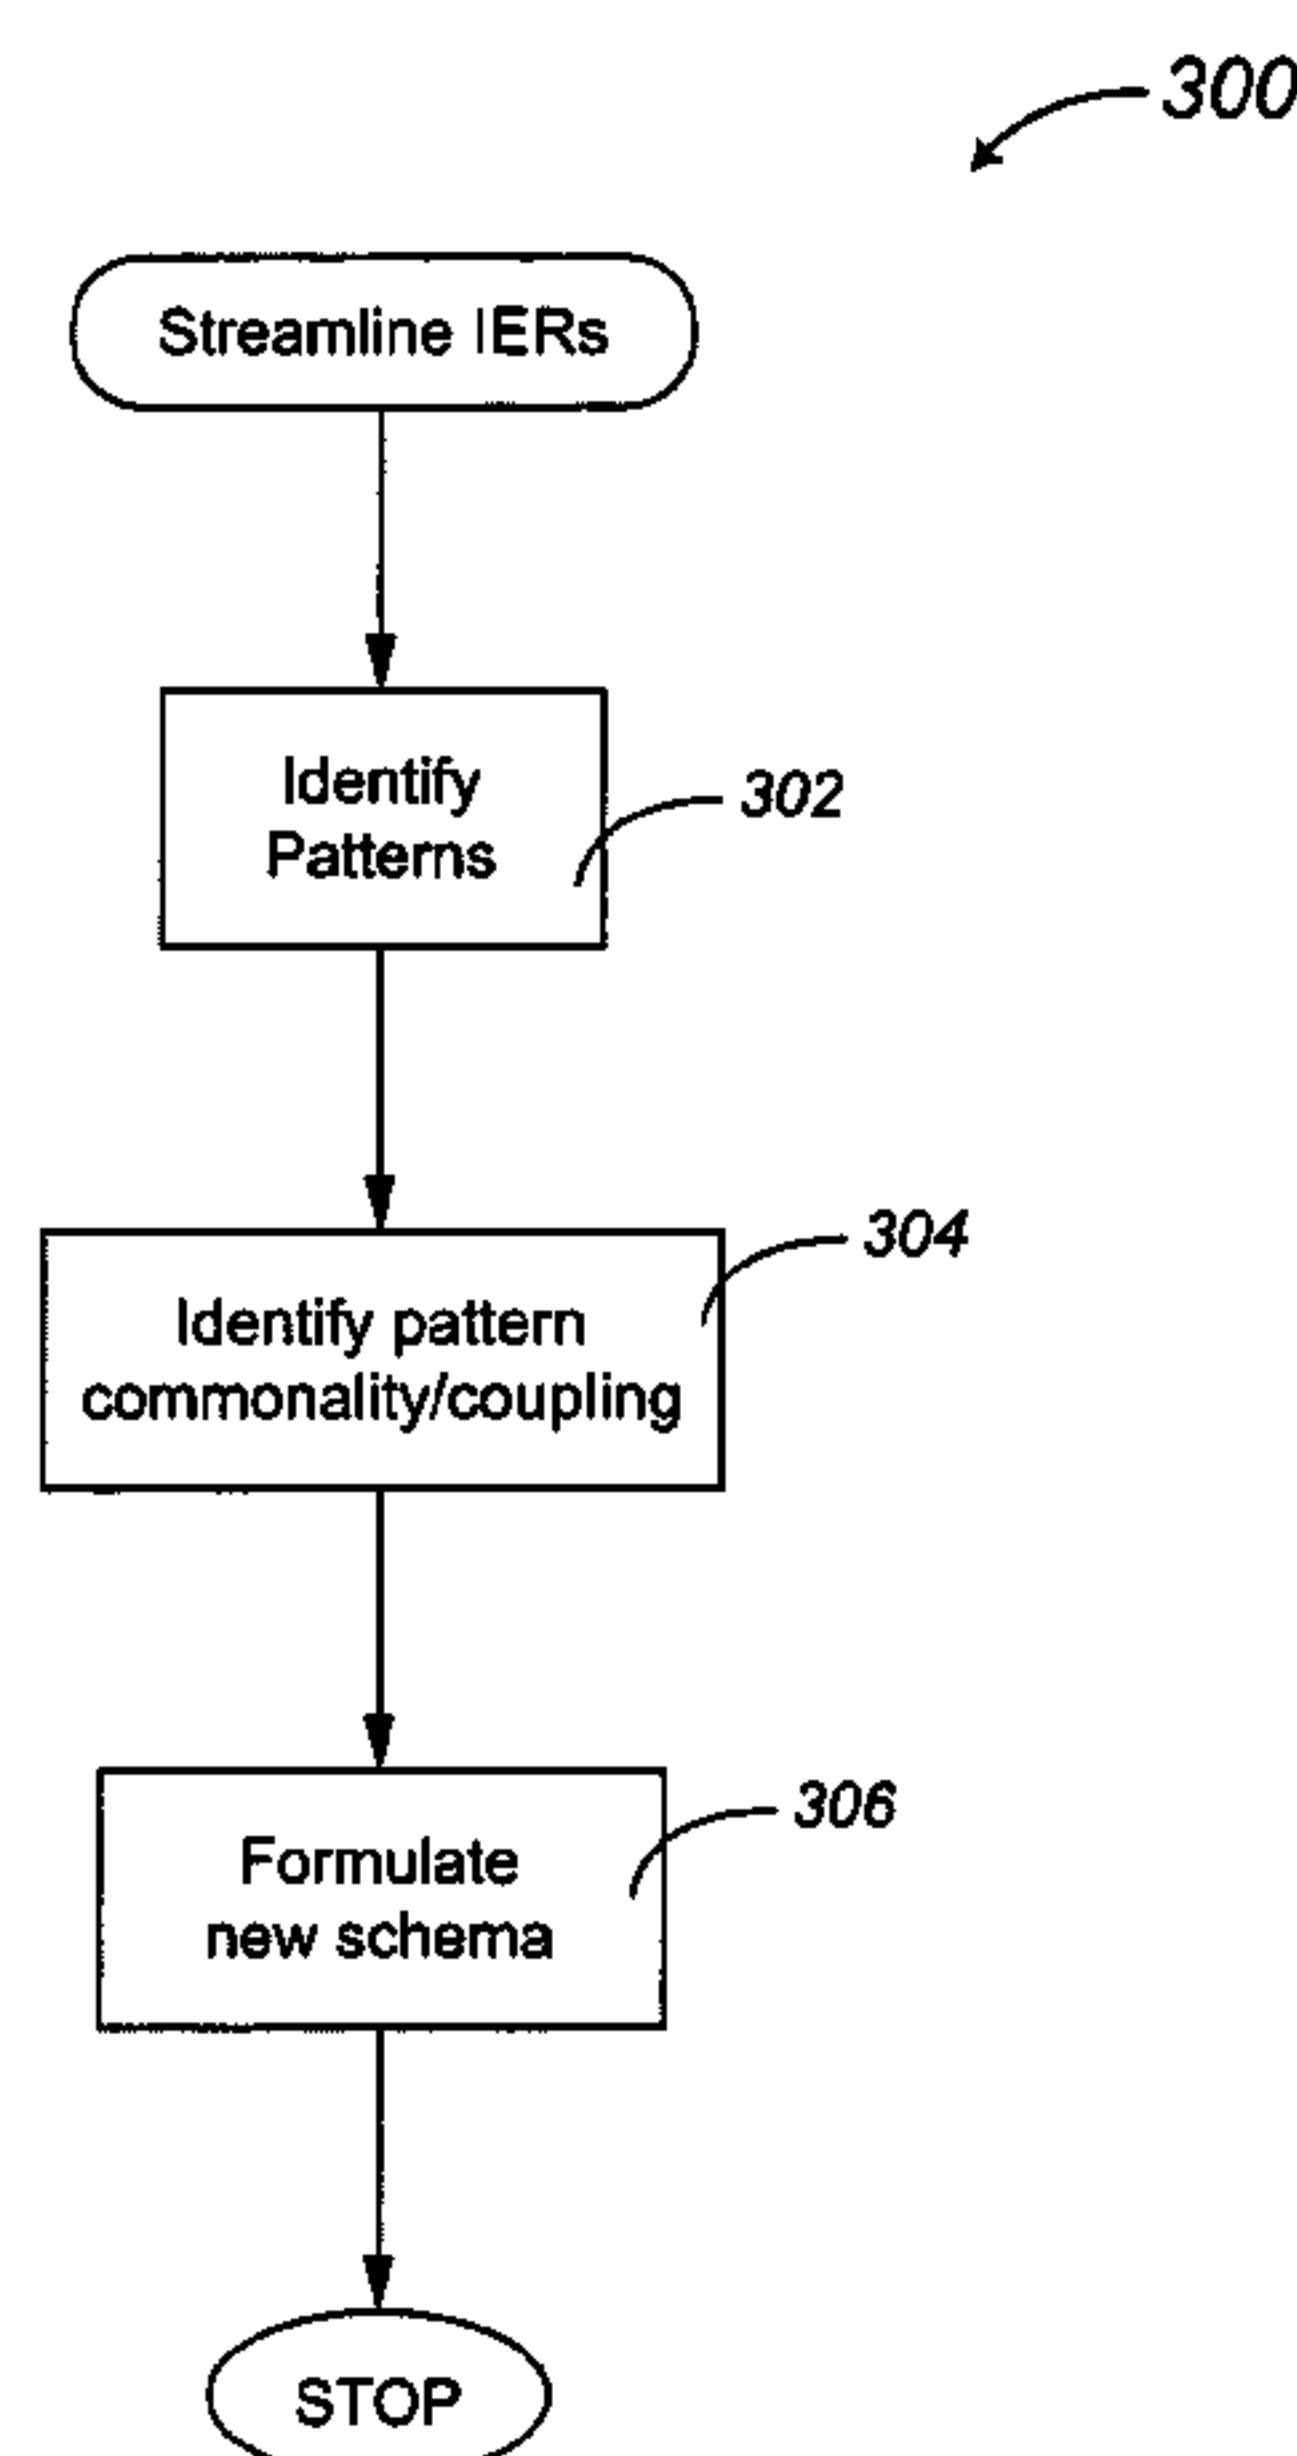 300
Streamline IERs
Identify
Patterns
302
304
Identify pattern
commonality/coupling
306
Formulate
new schema
STOP